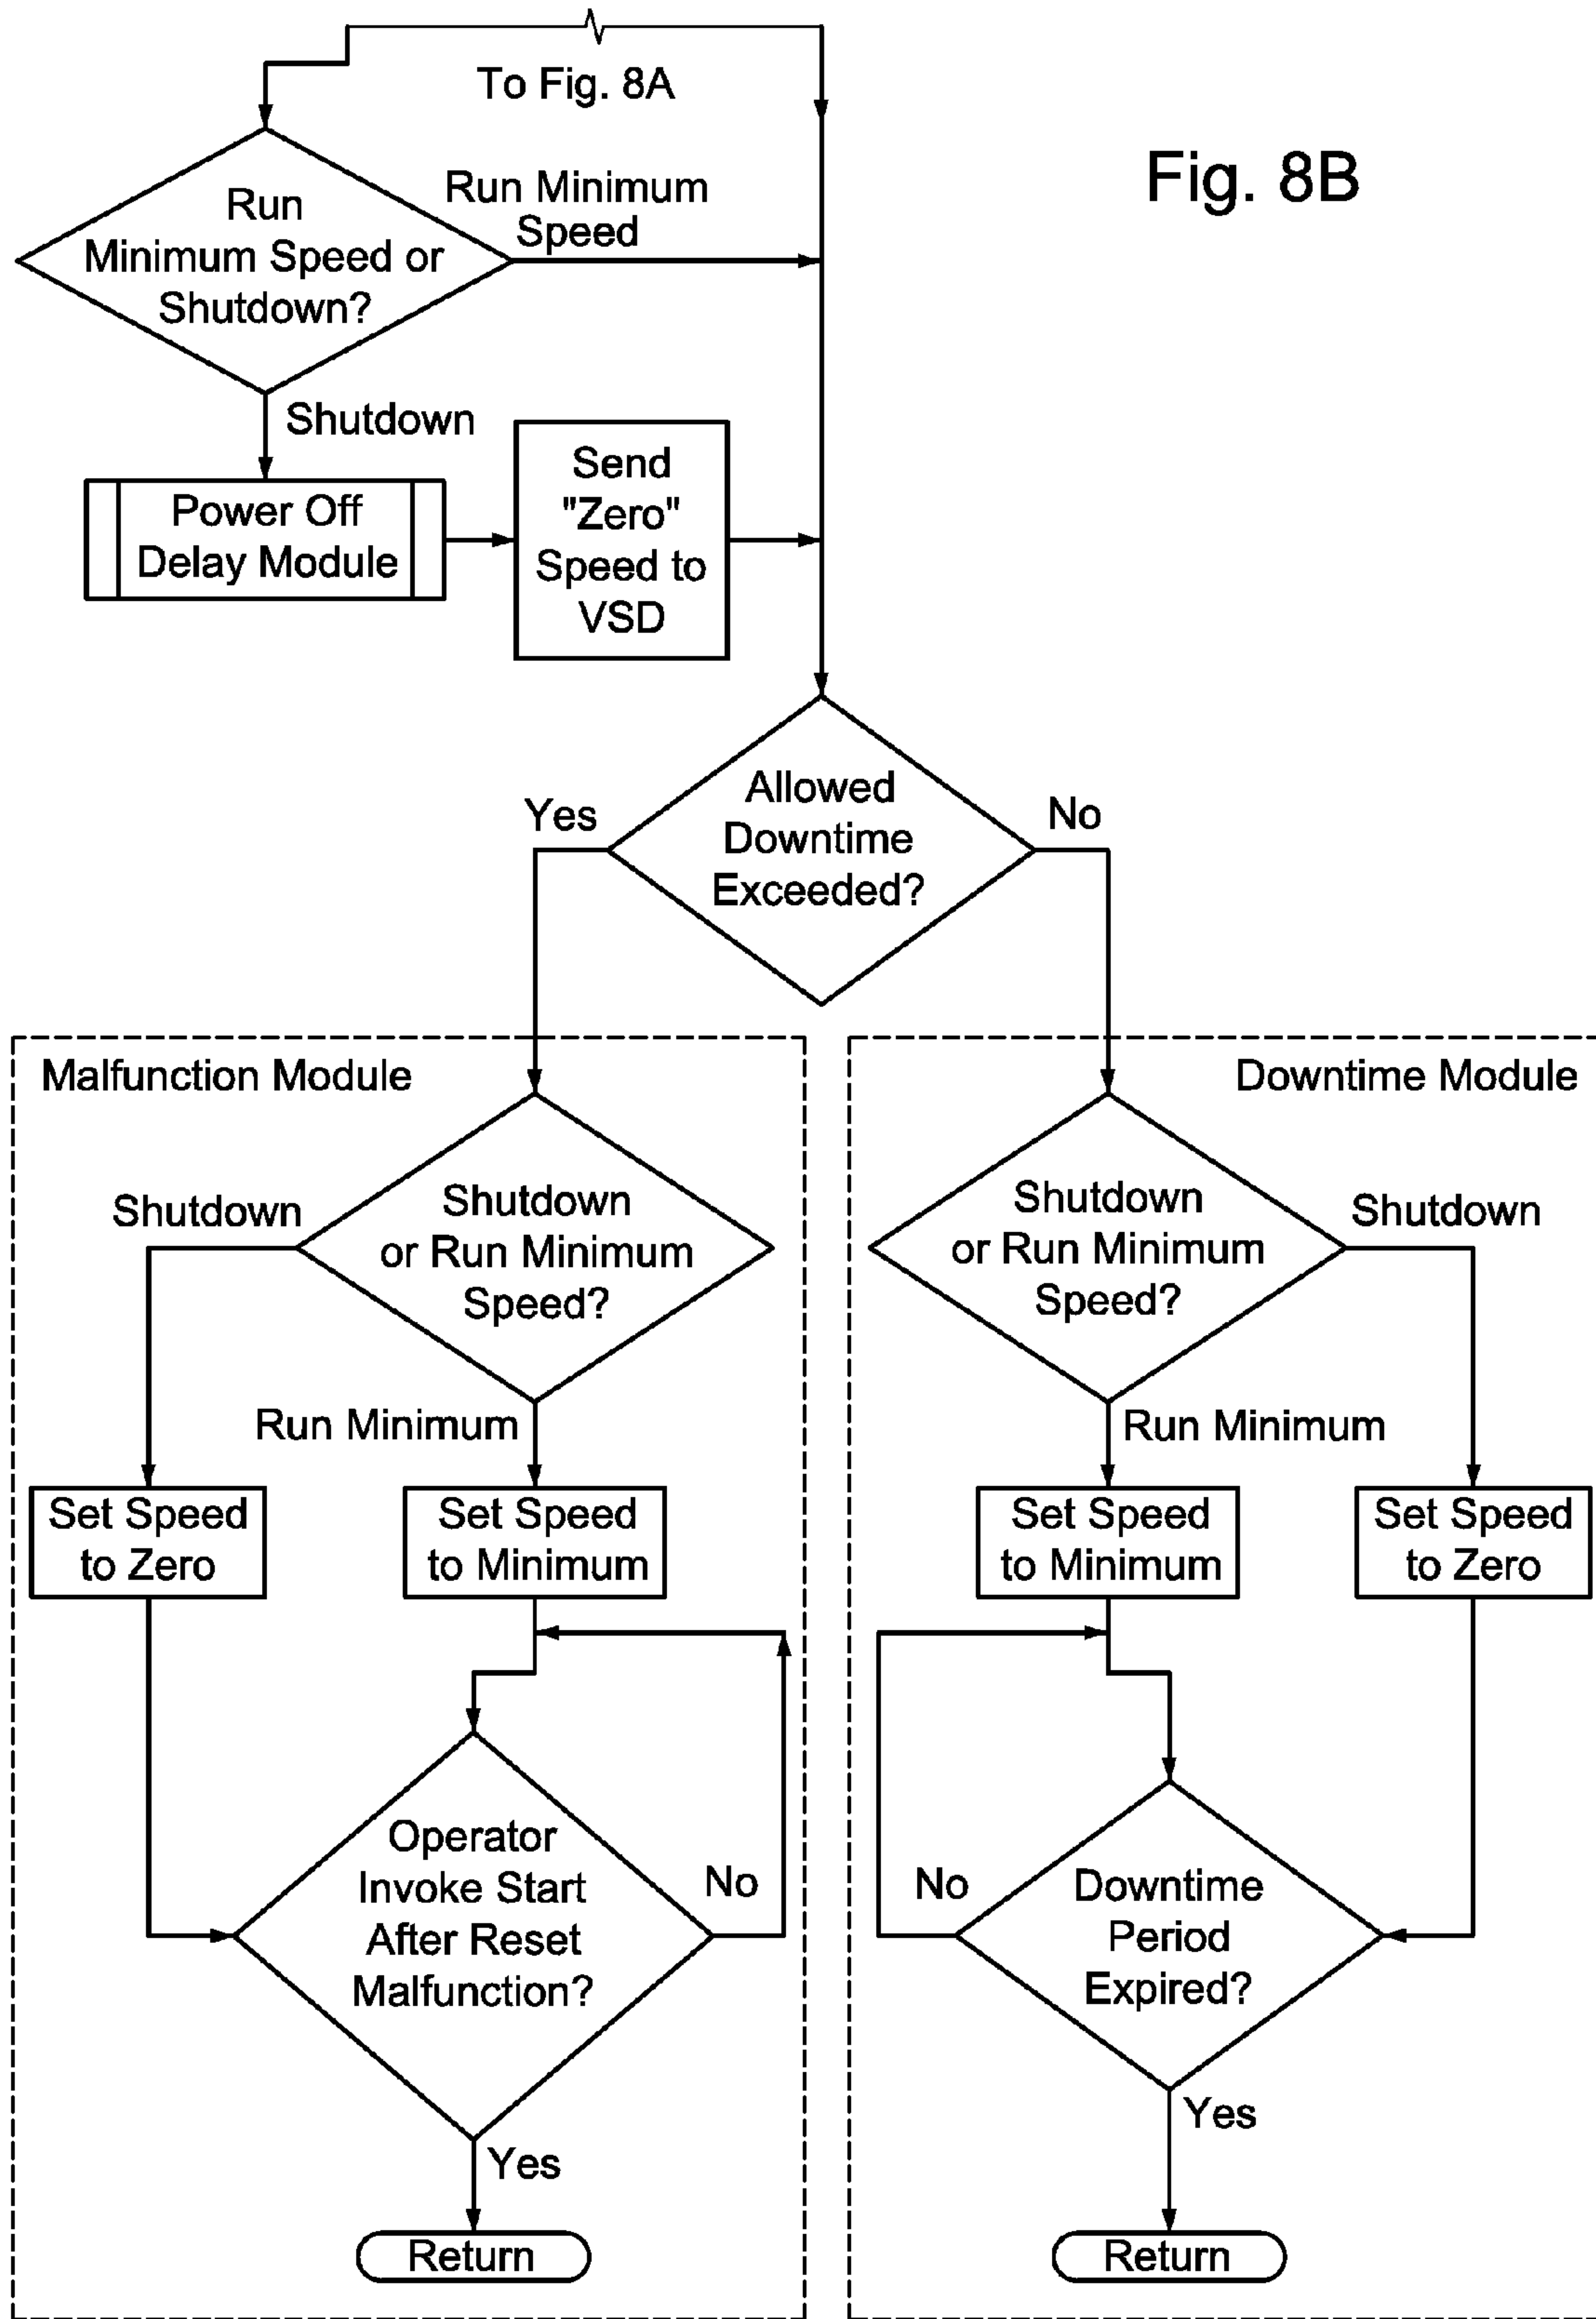 To Fig. 8A
Fig. 8B
Run
Minimum Speed or
Shutdown?
Run Minimum
Speed
Shutdown
Power Off
Delay Module
Send
"Zero"
Speed to
VSD
Allowed
Downtime
Exceeded?
Yes
No
Malfunction Module
Shutdown
or Run Minimum
Speed?
Shutdown
Run Minimum
Set Speed
to Zero
Set Speed
to Minimum
Operator
Invoke Start
After Reset
Malfunction?
No
Yes
Return
Downtime Module
Shutdown
or Run Minimum
Speed?
Shutdown
Run Minimum
Set Speed
to Minimum
Set Speed
to Zero
Downtime
Period
Expired?
No
Yes
Return